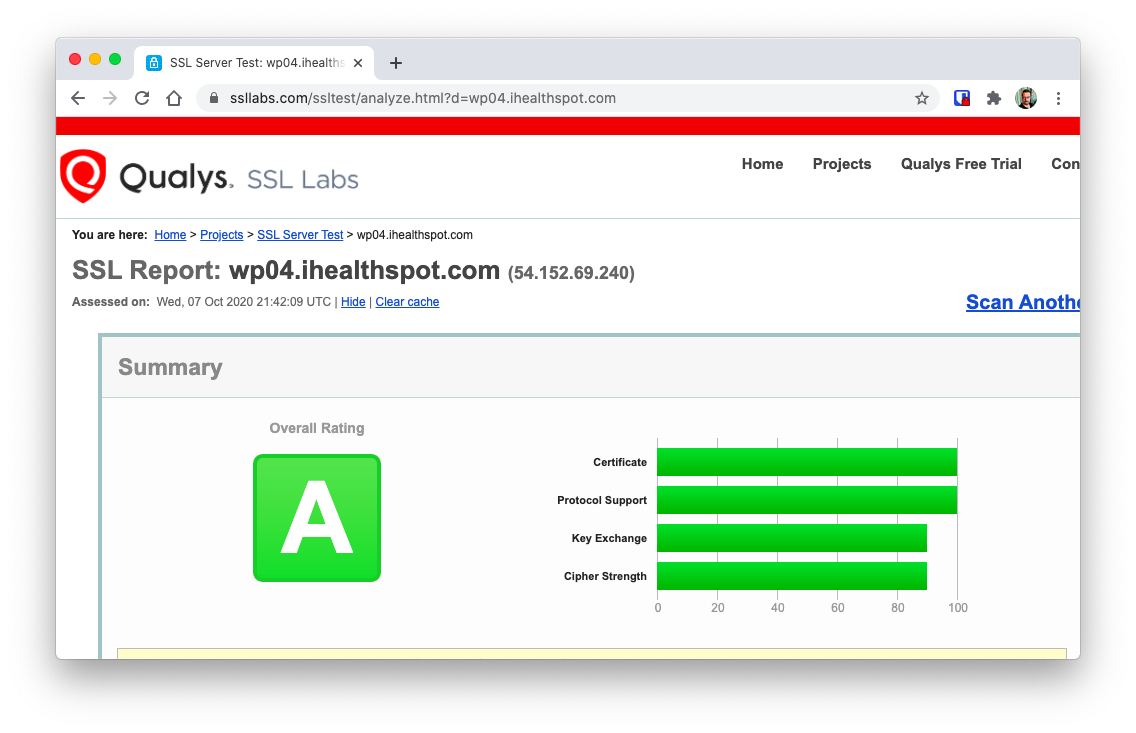 SSL Server Test: wp04.ihealths
ssllabs.com/ssltest/analyze.html?d=wp04.ihealthspot.com
Qualys. SSL Labs
Home Projects Qualys Free Trial Con
You are here: Home > Projects > SSL Server Test > wp04.ihealthspot.com
SSL Report: wp04.ihealthspot.com (54.152.69.240)
Assessed on: Wed, 07 Oct 2020 21:42:09 UTC | Hide | Clear cache
Scan Anothe
Summary
Overall Rating
A
Certificate
Protocol Support
Key Exchange
Cipher Strength
0 20 40 60 80 100